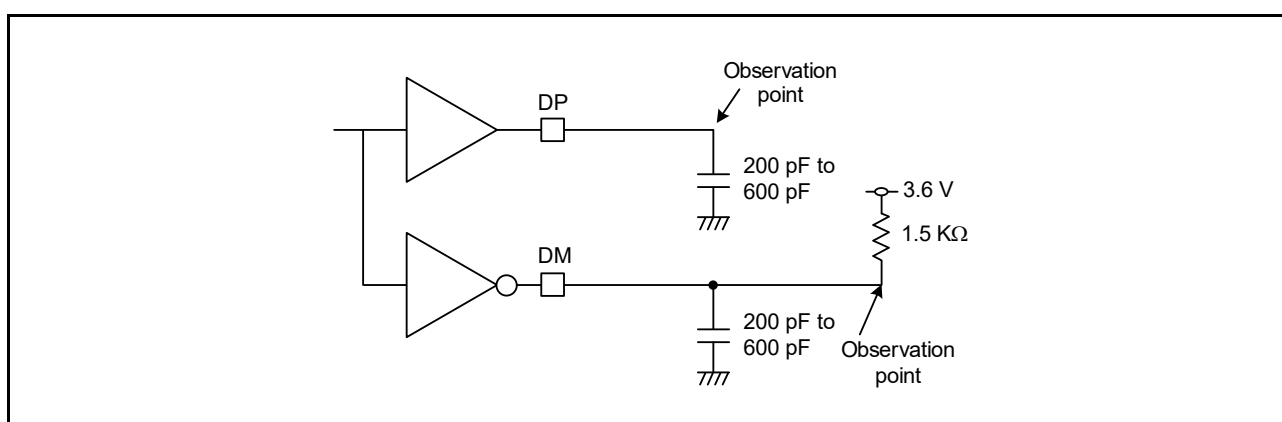 Observation
point
DP
200 pF to
600 pF
3.6 V
1.5 KΩ
DM
200 pF to
600 pF
Observation
point